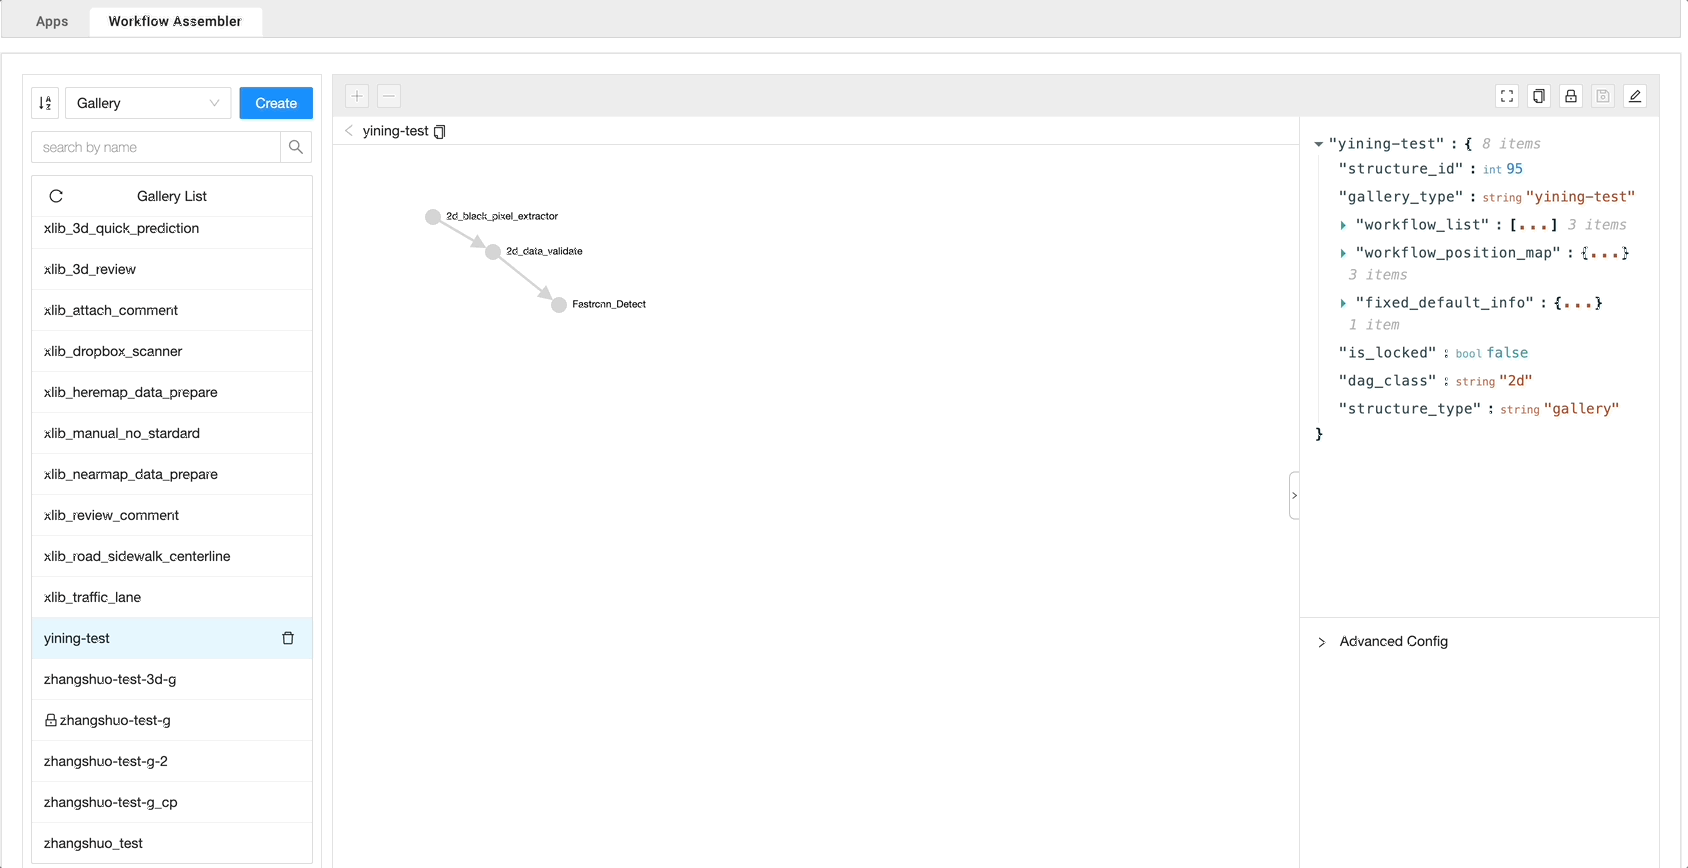 Apps
Workflow Assembler
Gallery
Create
search by name
Gallery List
xlib_3d_quick_prediction
xlib_3d_review
xlib_attach_comment
xlib_dropbox_scanner
xlib_heremap_data_prepare
xlib_manual_no_stardard
xlib_nearmap_data_prepare
xlib_review_comment
xlib_road_sidewalk_centerline
xlib_traffic_lane
yining-test
zhangshuo-test-3d-g
zhangshuo-test-g
zhangshuo-test-g-2
zhangshuo-test-g_cp
zhangshuo_test
yining-test
2d_black_pixel_extractor
2d_data_validate
Fastrcnn_Detect
"yining-test" : { 8 items
"structure_id" : int 95
"gallery_type" : string "yining-test"
"workflow_list" : [...] 3 items
"workflow_position_map" : {...}
3 items
"fixed_default_info" : {...}
1 item
"is_locked" : bool false
"dag_class" : string "2d"
"structure_type" : string "gallery"
}
Advanced Config